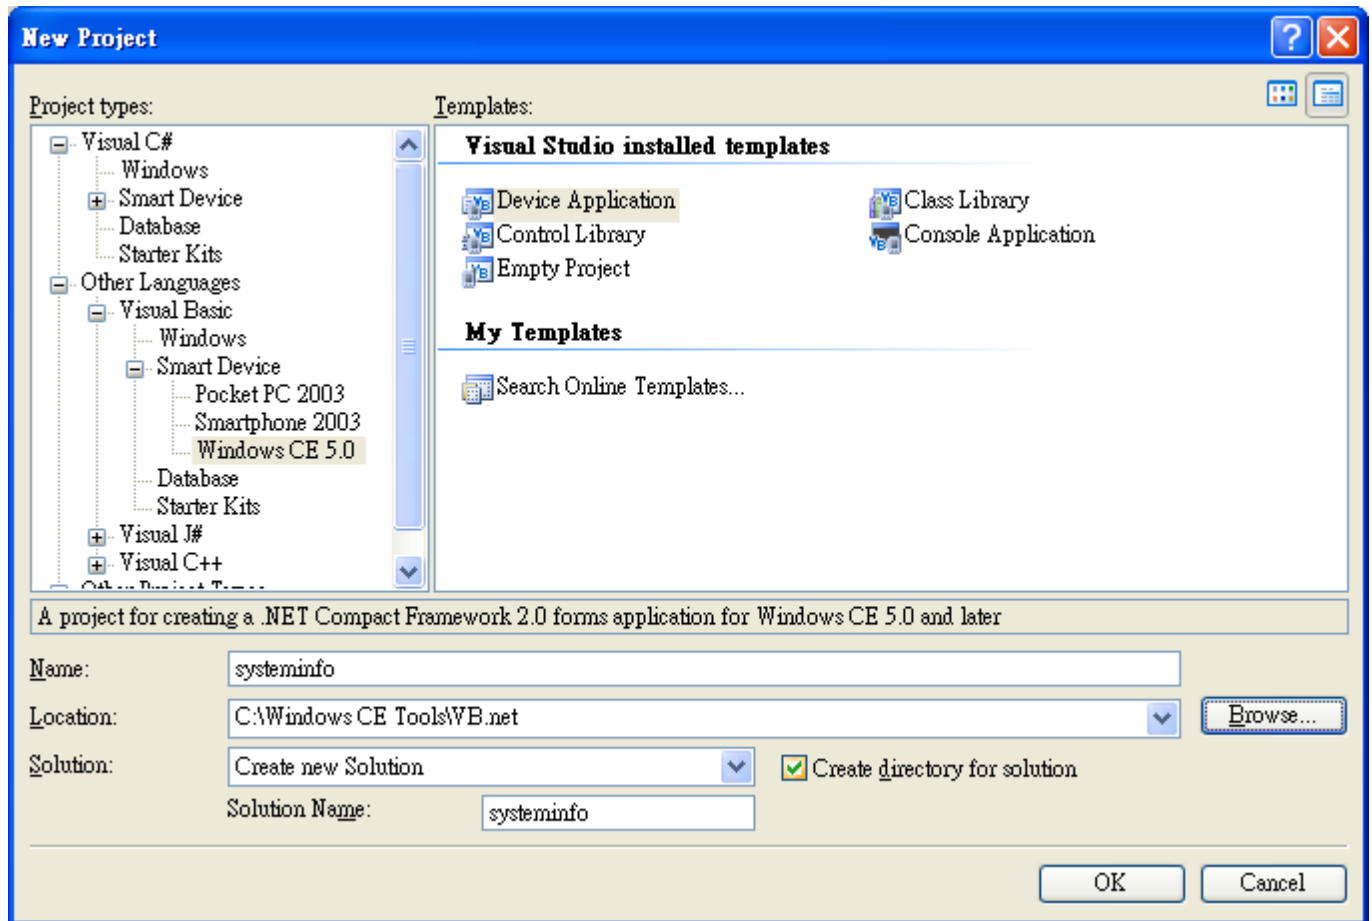 New Project
Project types:
Templates:
Visual C#
Windows
Smart Device
Database
Starter Kits
Other Languages
Visual Basic
Windows
Smart Device
Pocket PC 2003
Smartphone 2003
Windows CE 5.0
Database
Starter Kits
Visual J#
Visual C++
Other Project Types
Visual Studio installed templates
Device Application
Class Library
Control Library
Console Application
Empty Project
My Templates
Search Online Templates...
A project for creating a .NET Compact Framework 2.0 forms application for Windows CE 5.0 and later
Name:
systeminfo
Location:
C:\Windows CE Tools\VB.net
Browse...
Solution:
Create new Solution
Create directory for solution
Solution Name:
systeminfo
OK
Cancel